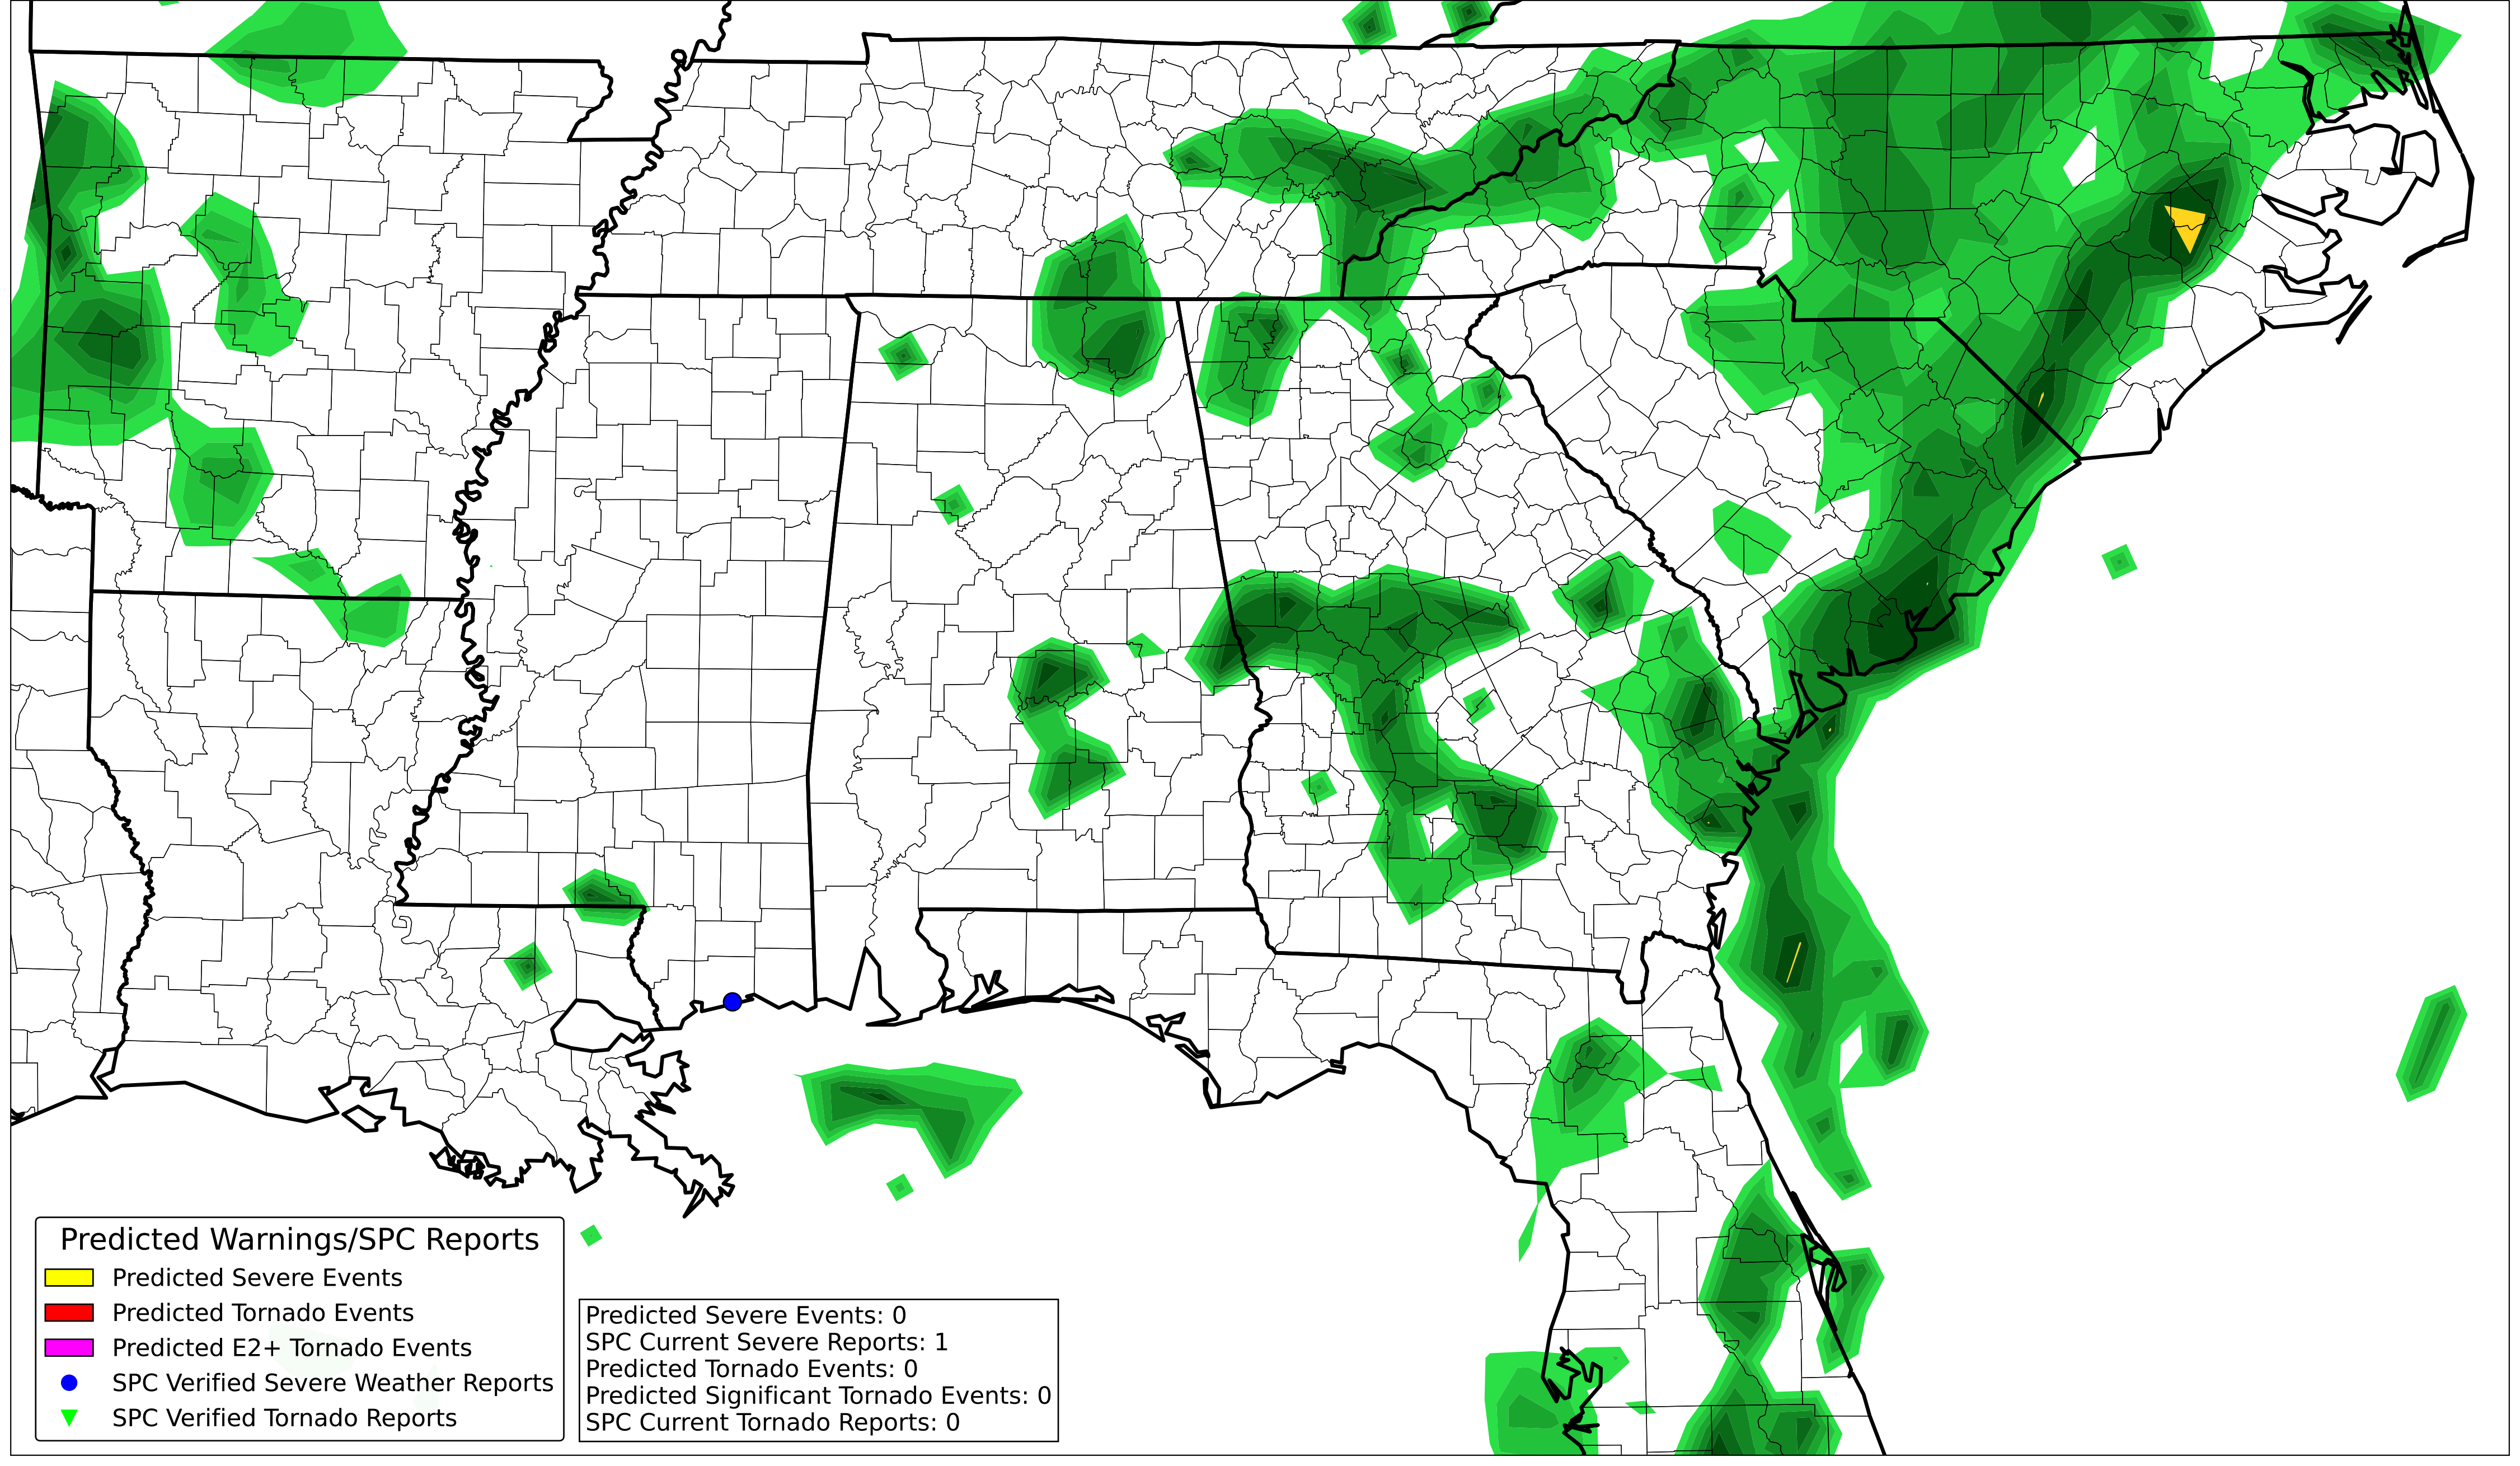 Predicted Warnings/SPC Reports
Predicted Severe Events
Predicted Tornado Events
Predicted E2+ Tornado Events
SPC Verified Severe Weather Reports
SPC Verified Tornado Reports
Predicted Severe Events: 0
SPC Current Severe Reports: 1
Predicted Tornado Events: 0
Predicted Significant Tornado Events: 0
SPC Current Tornado Reports: 0